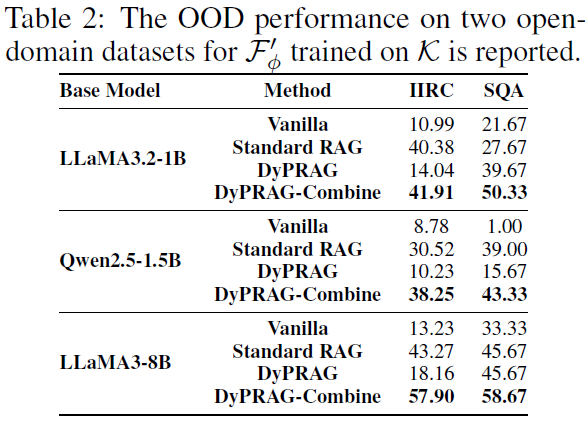 Table 2: The OOD performance on two open-
domain datasets for ℱ′ϕ trained on 𝒦 is reported.
Base Model Method IIRC SQA
Vanilla 10.99 21.67
Standard RAG 40.38 27.67
LLaMA3.2-1B
DyPRAG 14.04 39.67
DyPRAG-Combine 41.91 50.33
Vanilla 8.78 1.00
Standard RAG 30.52 39.00
Qwen2.5-1.5B
DyPRAG 10.23 15.67
DyPRAG-Combine 38.25 43.33
Vanilla 13.23 33.33
Standard RAG 43.27 45.67
LLaMA3-8B
DyPRAG 18.16 45.67
DyPRAG-Combine 57.90 58.67